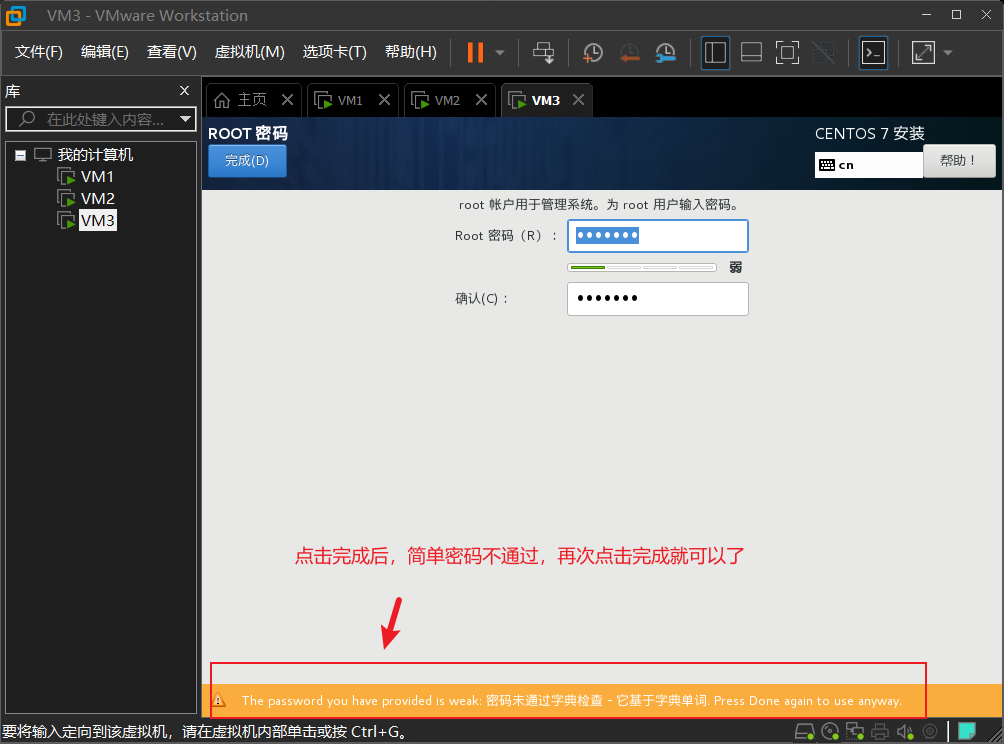 VM3 - VMware Workstation
文件(F) 编辑(E) 查看(V) 虚拟机(M) 选项卡(T) 帮助(H)
库
在此处键入内容...
我的计算机
VM1
VM2
VM3
主页 VM1 VM2 VM3
ROOT 密码
完成(D)
CENTOS 7 安装
cn
帮助！
root 帐户用于管理系统。为 root 用户输入密码。
Root 密码（R）：
弱
确认(C)：
点击完成后，简单密码不通过，再次点击完成就可以了
The password you have provided is weak: 密码未通过字典检查 - 它基于字典单词. Press Done again to use anyway.
要将输入定向到该虚拟机，请在虚拟机内部单击或按 Ctrl+G。